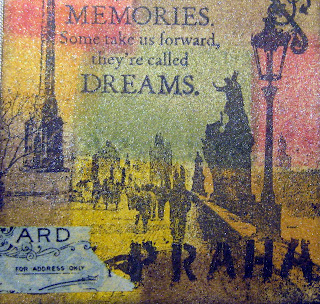 MEMORIES.
Some take us forward,
they're called
DREAMS.
ARD
FOR ADDRESS ONLY
PRAHA